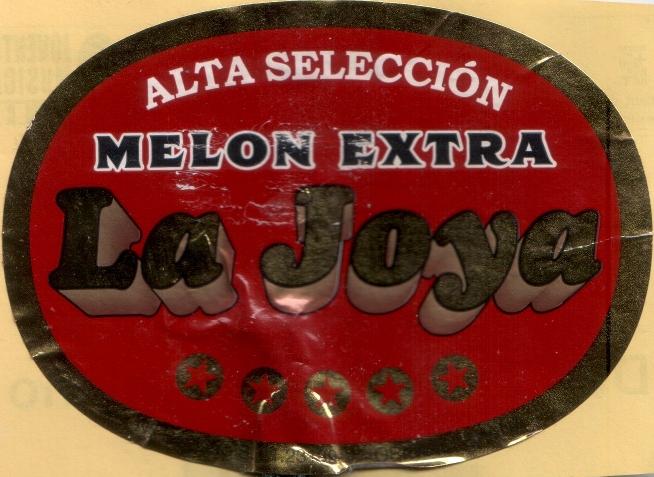 ALTA SELECCIÓN
MELON EXTRA
La Joya